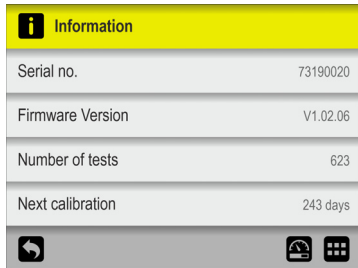 Information
Serial no. 73190020
Firmware Version V1.02.06
Number of tests 623
Next calibration 243 days